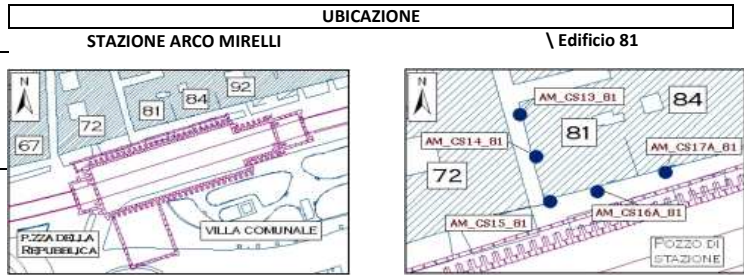 UBICAZIONE
STAZIONE ARCO MIRELLI
\ Edificio 81
N
67
72
81
84
92
P.ZZA DELLA
REPUBBLICA
VILLA COMUNALE
N
AM_CS13_81
84
81
AM_CS14_81
AM_CS17A_81
72
AM_CS15_81
AM_CS16A_81
POZZO DI
STAZIONE